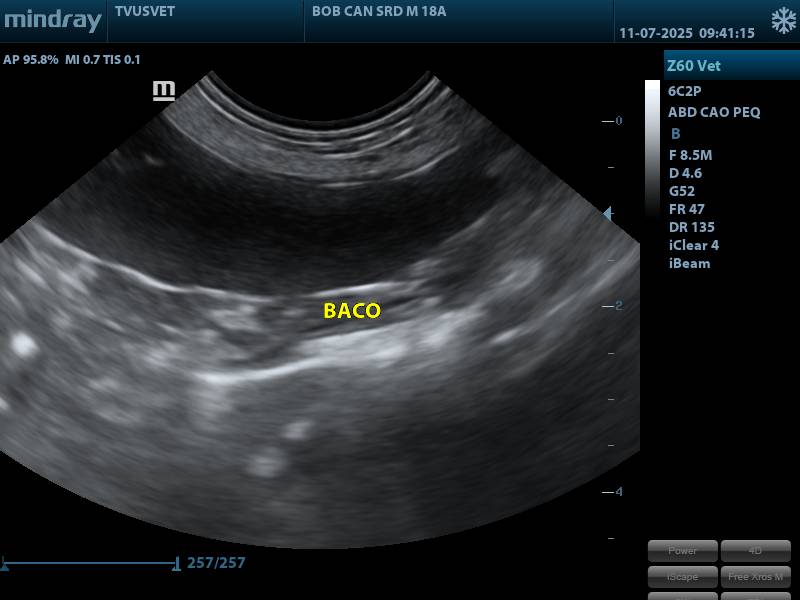 mindray
TVUSVET
BOB CAN SRD M 18A
11-07-2025 09:41:15
AP 95.8% MI 0.7 TIS 0.1
m
Z60 Vet
6C2P
ABD CAO PEQ
B
F 8.5M
D 4.6
G52
FR 47
DR 135
iClear 4
iBeam
0
2
4
BACO
257/257
Power
4D
iScape
Free Xros M